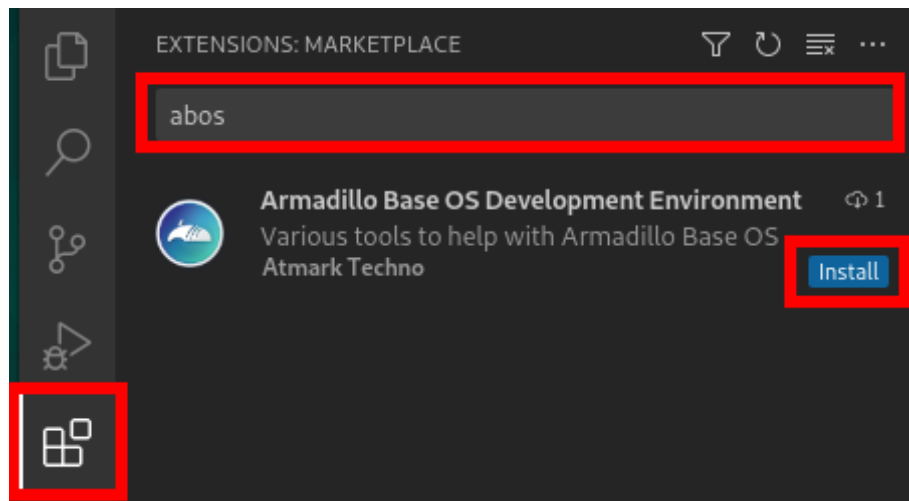 EXTENSIONS: MARKETPLACE
abos
Armadillo Base OS Development Environment 1
Various tools to help with Armadillo Base OS
Atmark Techno
Install